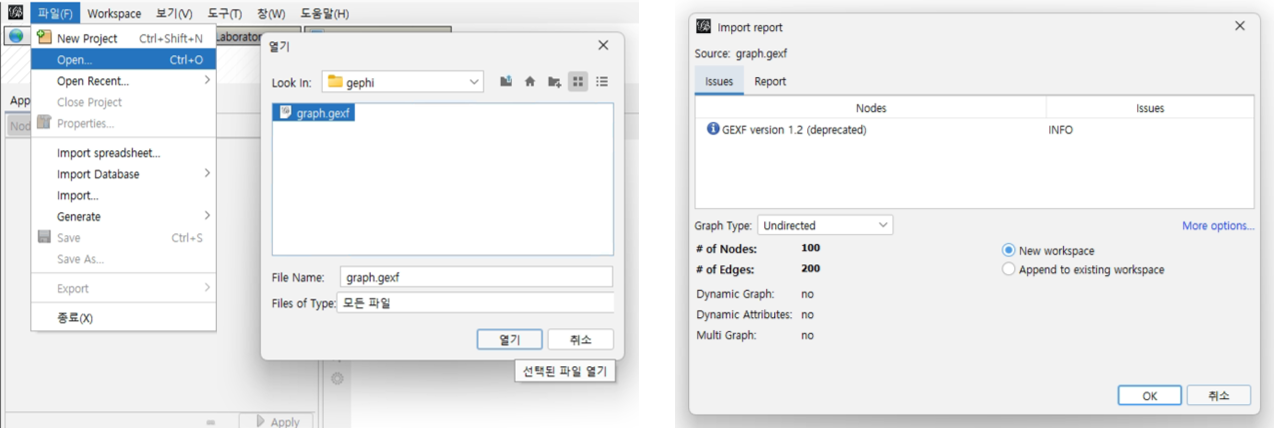 파일(F) Workspace 보기(V) 도구(T) 창(W) 도움말(H)
New Project Ctrl+Shift+N
Laborator
Open... Ctrl+O
Open Recent...
Close Project
Properties...
Import spreadsheet...
Import Database
Import...
Generate
Save Ctrl+S
Save As...
Export
종료(X)
App
Nod
Apply
열기
Look In: gephi
graph.gexf
File Name: graph.gexf
Files of Type: 모든 파일
열기 취소
선택된 파일 열기
Import report
Source: graph.gexf
Issues Report
Nodes Issues
GEXF version 1.2 (deprecated) INFO
Graph Type: Undirected More options...
# of Nodes: 100 New workspace
# of Edges: 200 Append to existing workspace
Dynamic Graph: no
Dynamic Attributes: no
Multi Graph: no
OK 취소